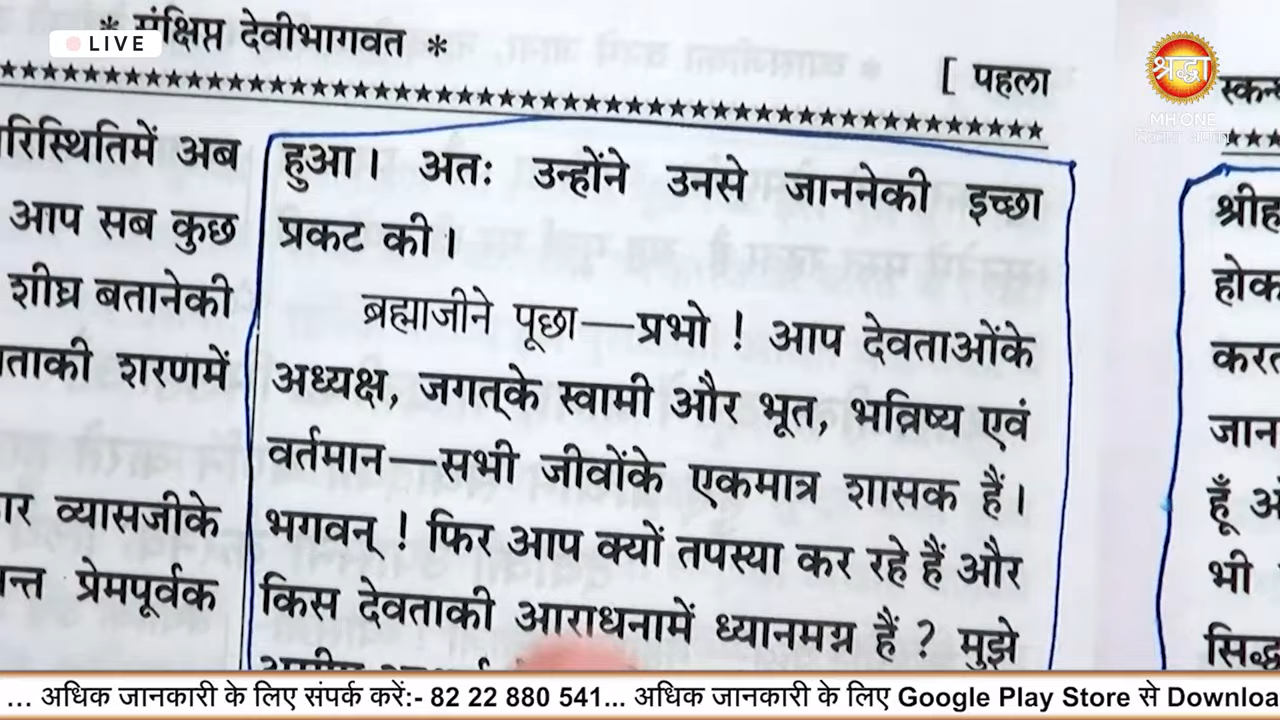 LIVE
* संक्षिप्त देवीभागवत *
[ पहला
श्रद्धा
MH ONE
रिस्थितिमें अब
आप सब कुछ
शीघ्र बतानेकी
ताकी शरणमें
व्यासजीके
प्रेमपूर्वक
हुआ। अतः उन्होंने उनसे जाननेकी इच्छा
प्रकट की।
ब्रह्माजीने पूछा—प्रभो ! आप देवताओंके
अध्यक्ष, जगत्‌के स्वामी और भूत, भविष्य एवं
वर्तमान—सभी जीवोंके एकमात्र शासक हैं।
भगवन् ! फिर आप क्यों तपस्या कर रहे हैं और
किस देवताकी आराधनामें ध्यानमग्न हैं ? मुझे
स्कन्
श्रीह
होक
करत
जान
हूँ
भी
सिद्ध
... अधिक जानकारी के लिए संपर्क करें:- 82 22 880 541... अधिक जानकारी के लिए Google Play Store से Downloa